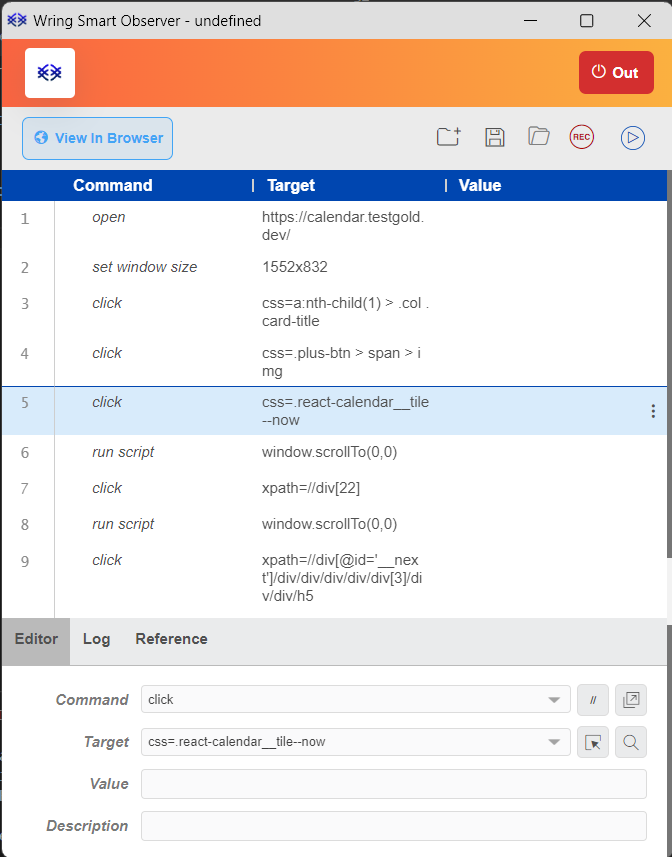 Wring Smart Observer - undefined
Out
View In Browser
REC
Command | Target | Value
1 open https://calendar.testgold.
dev/
2 set window size 1552x832
3 click css=a:nth-child(1) > .col .
card-title
4 click css=.plus-btn > span > i
mg
5 click css=.react-calendar__tile
--now
6 run script window.scrollTo(0,0)
7 click xpath=//div[22]
8 run script window.scrollTo(0,0)
9 click xpath=//div[@id='__nex
t']/div/div/div/div/div[3]/di
v/div/h5
Editor Log Reference
Command click //
Target css=.react-calendar__tile--now
Value
Description